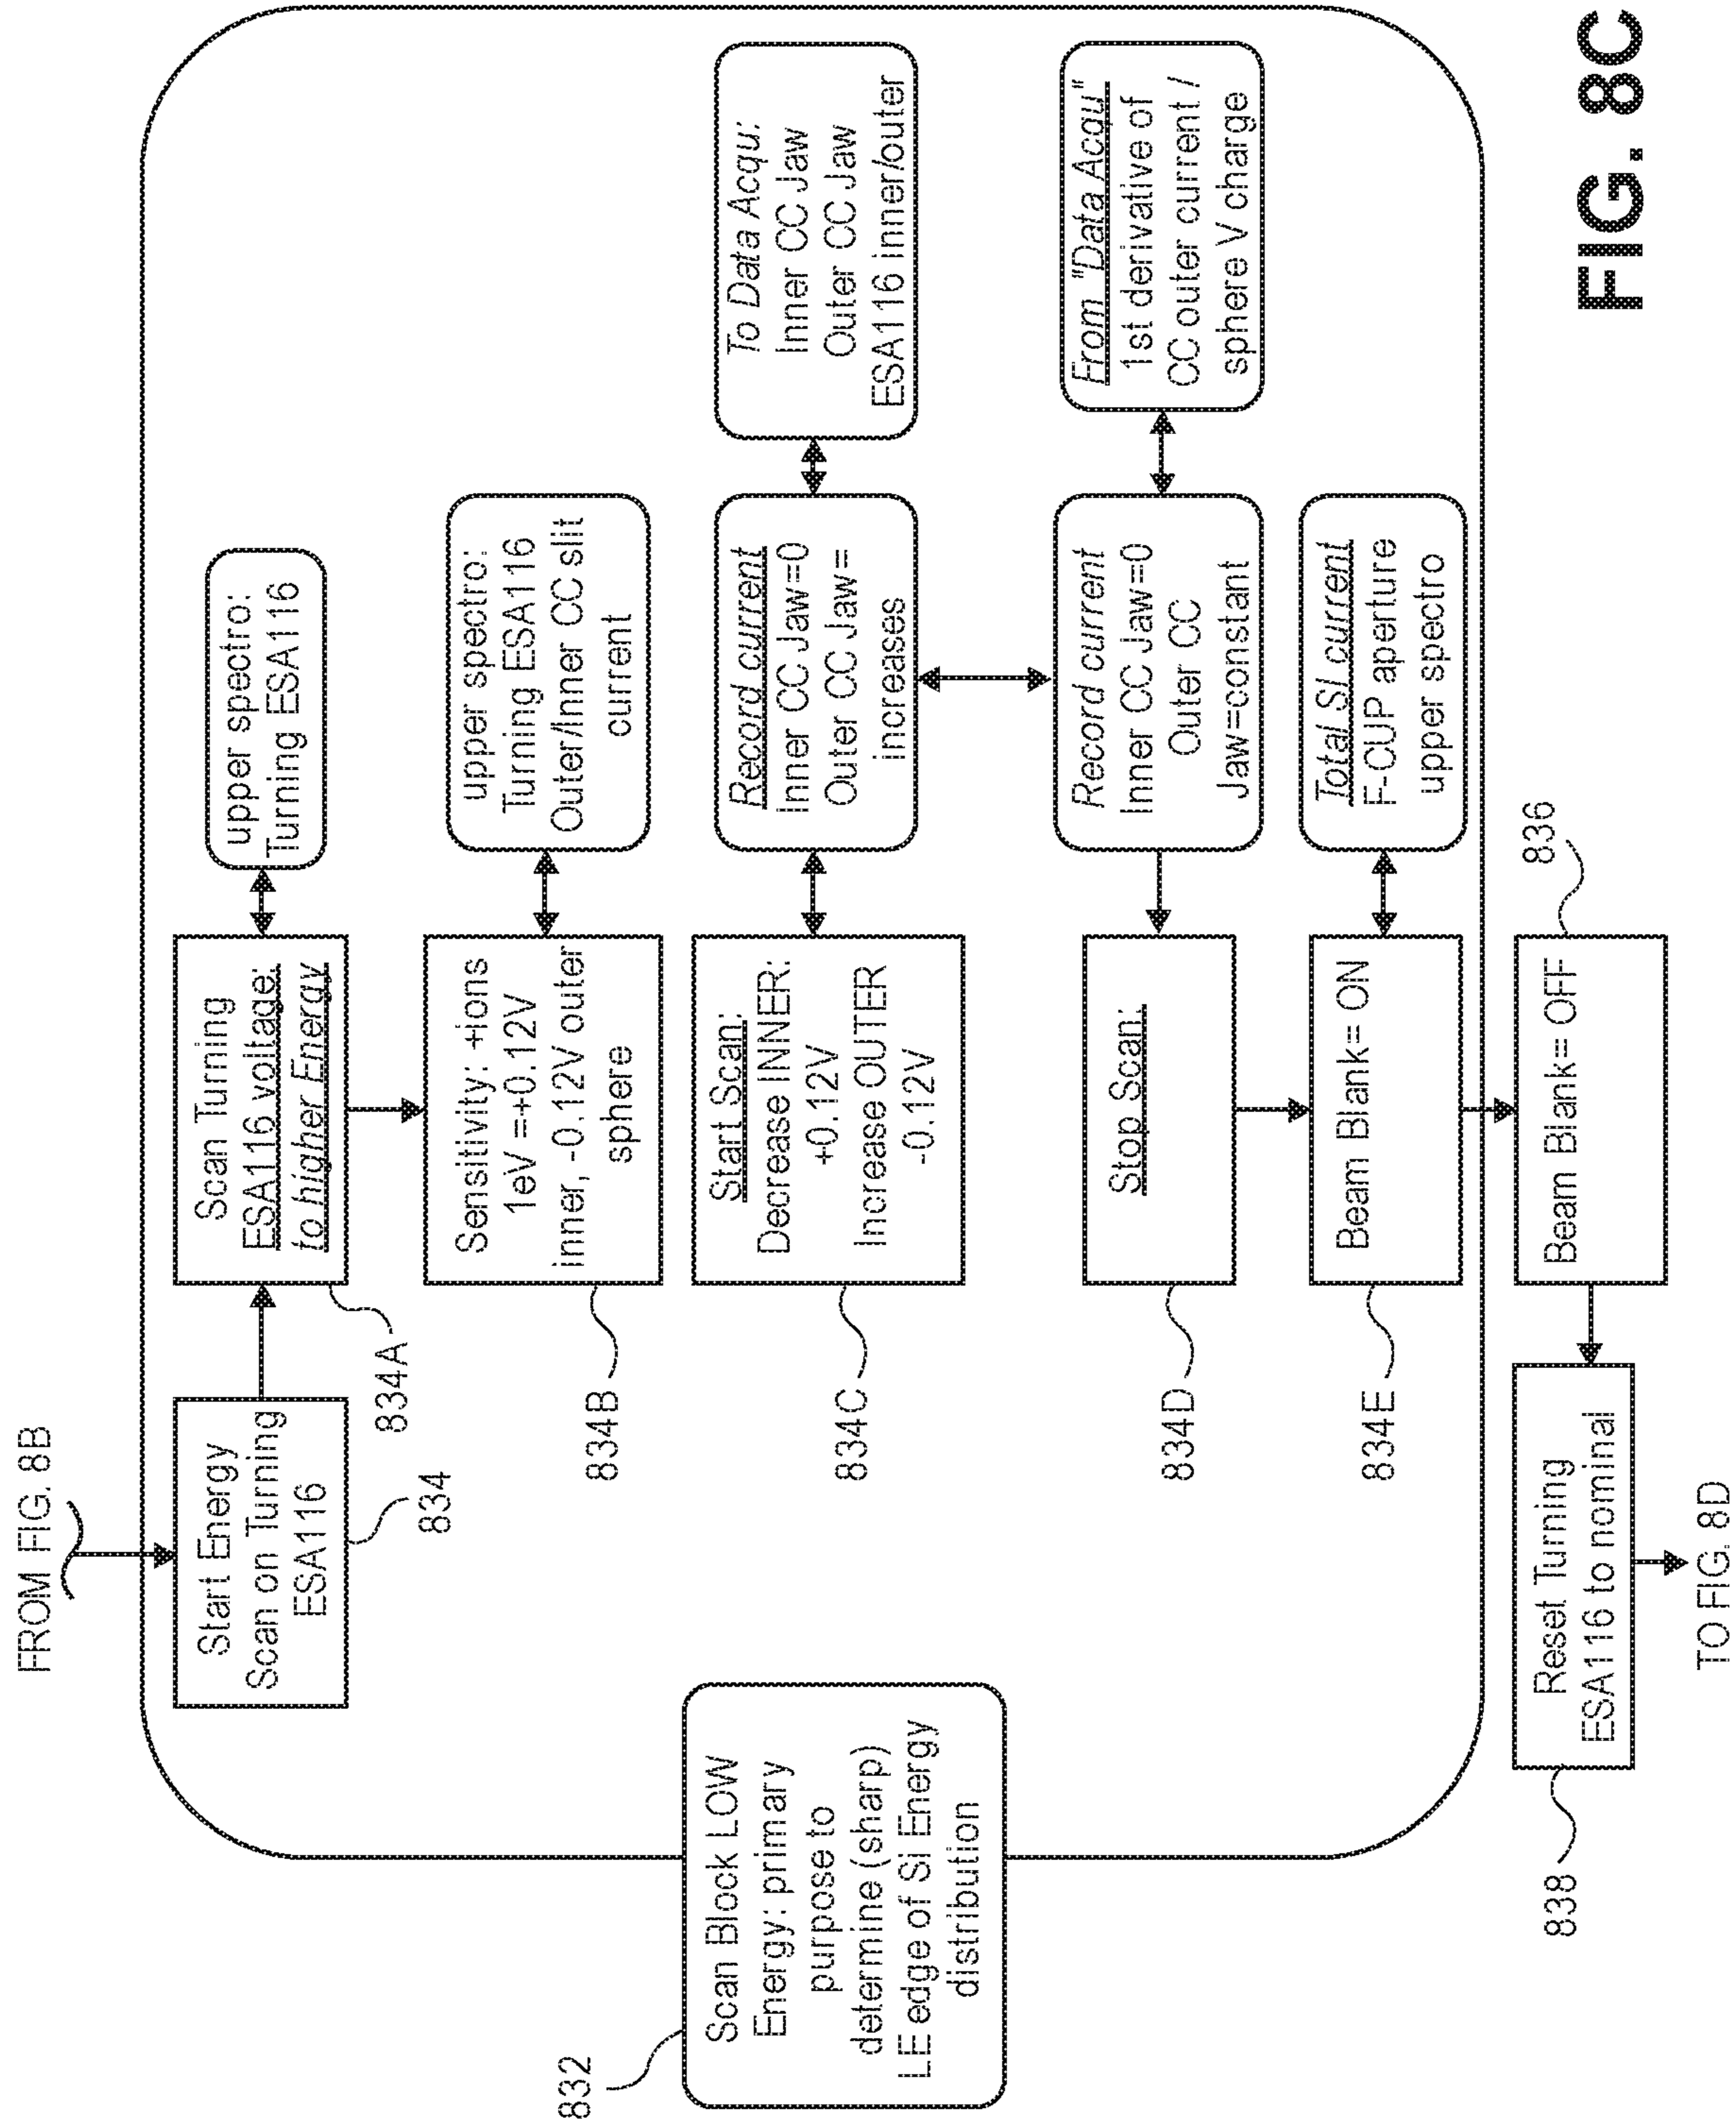 FROM FIG. 8B
Start Energy
Scan on Turning
ESA116
834
Scan Turning
ESA116 voltage:
to higher Energy
834A
upper spectro:
Turning ESA116
Sensitivity: +ions
1eV =+0.12V
inner, -0.12V outer
sphere
834B
upper spectro:
Turning ESA116
Outer/Inner CC slit
current
Start Scan:
Decrease INNER:
+0.12V
Increase OUTER
-0.12V
834C
Record current
Inner CC Jaw=0
Outer CC Jaw=
increases
To Data Acqu:
Inner CC Jaw
Outer CC Jaw
ESA116 inner/outer
Record current
Inner CC Jaw=0
Outer CC
Jaw=constant
From "Data Acqu"
1st derivative of
CC outer current /
sphere V charge
Stop Scan:
834D
Beam Blank= ON
834E
Total SI current
F-CUP aperture
upper spectro
Scan Block LOW
Energy: primary
purpose to
determine (sharp)
LE edge of SI Energy
distribution
832
Beam Blank= OFF
836
Reset Turning
ESA116 to nominal
838
TO FIG. 8D
FIG. 8C